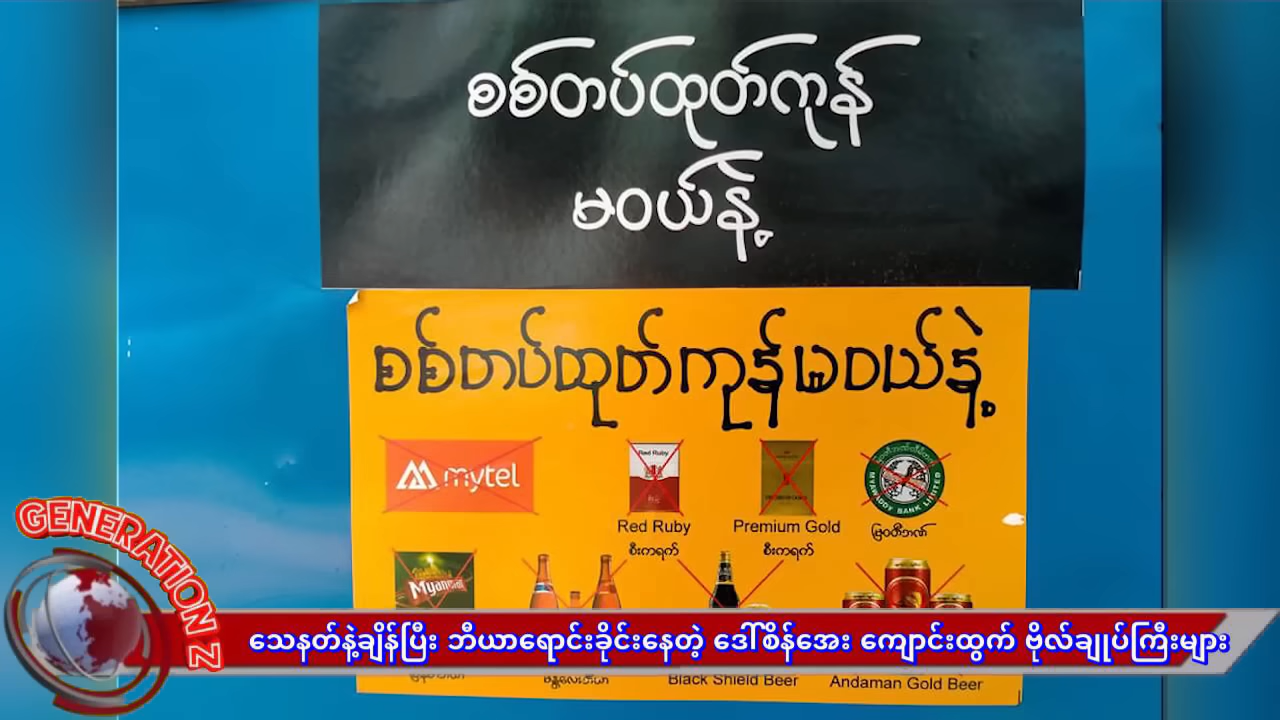 စစ်တပ်ထုတ်ကုန်
မဝယ်နဲ့
စစ်တပ်ထုတ်ကုန်မဝယ်နဲ့
mytel
Red Ruby
MYAWADDY BANK LIMITED
Red Ruby
Premium Gold
မြဝတီဘဏ်
စီးကရက်
စီးကရက်
Myanmar
GENERATION Z
သေနတ်နဲ့ချိန်ပြီး ဘီယာရောင်းခိုင်းနေတဲ့ ဒေါ်စိန်အေး ကျောင်းထွက် ဗိုလ်ချုပ်ကြီးများ
Black Shield Beer
Andaman Gold Beer